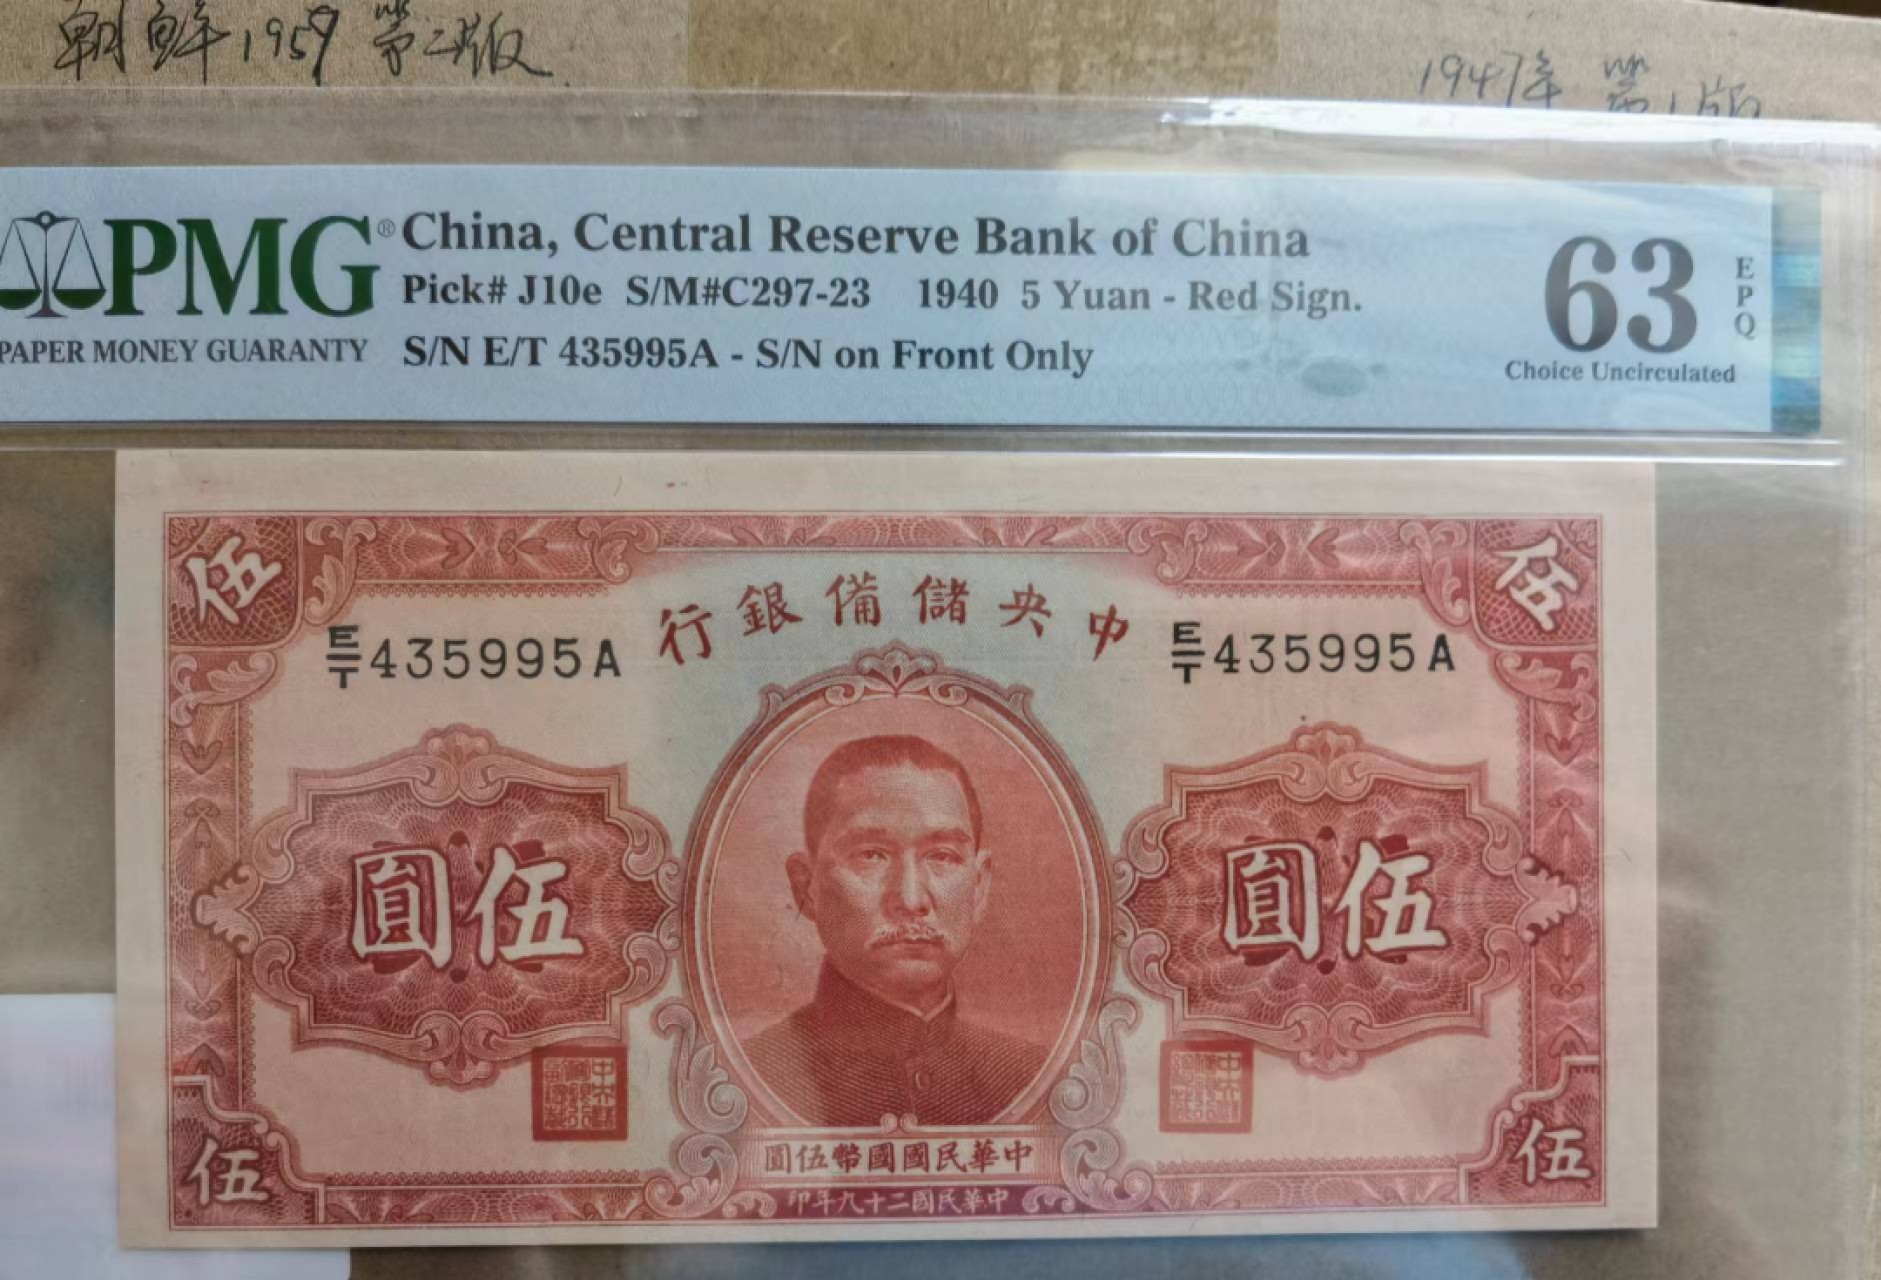 朝鲜1959 第二版
1947年 第1版
PMG® China, Central Reserve Bank of China
Pick# J10e S/M#C297-23 1940 5 Yuan - Red Sign.
PAPER MONEY GUARANTY S/N E/T 435995A - S/N on Front Only
63 EPQ
Choice Uncirculated
伍 伍
中央儲備銀行
E/T 435995A E/T 435995A
伍圓 伍圓
中華民國國幣伍圓
伍 伍
中華民國二十九年印